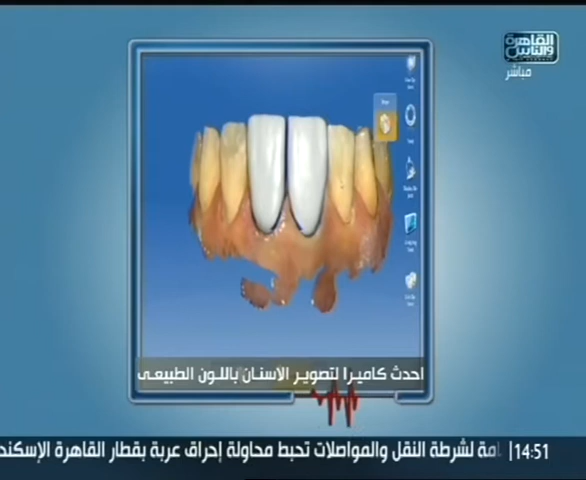 القاهرة
والناس
مباشر
احدث كاميرا لتصوير الاسنان باللون الطبيعى
14:51
امة لشرطة النقل والمواصلات تحبط محاولة إحراق عربة بقطار القاهرة الإسكند